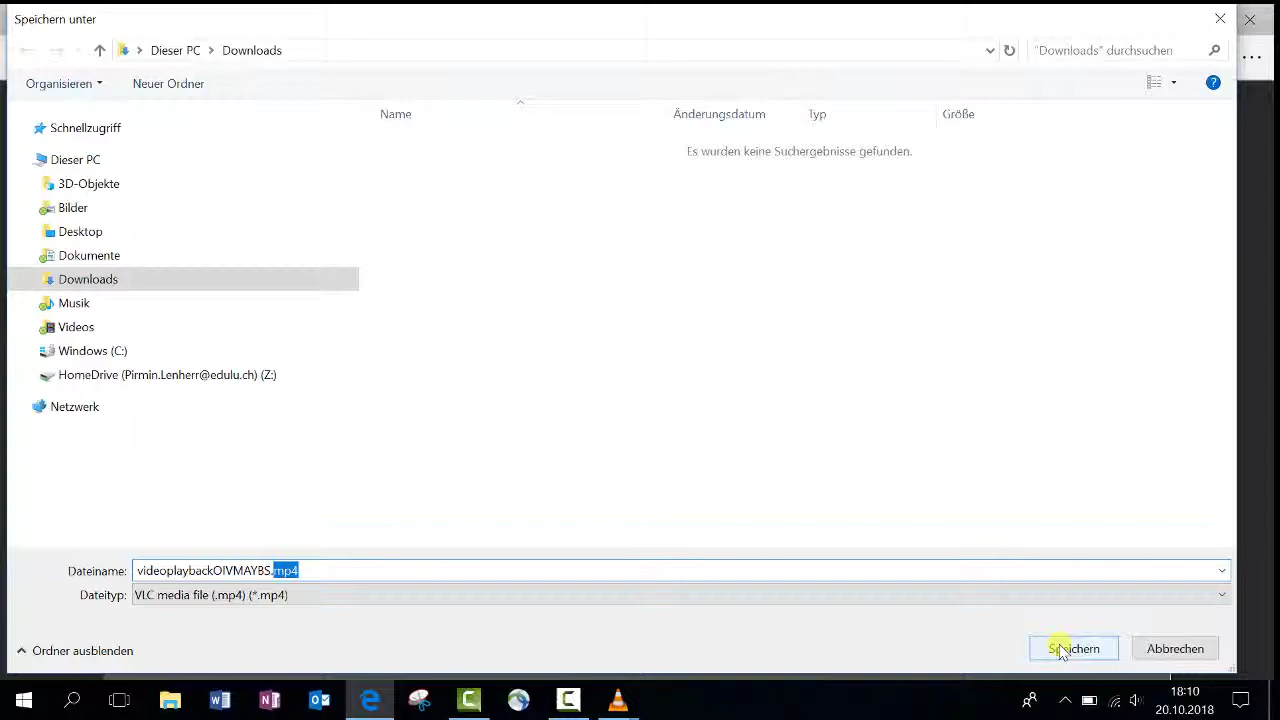 Speichern unter
Dieser PC
Downloads
"Downloads" durchsuchen
Organisieren
Neuer Ordner
Name
Änderungsdatum
Typ
Größe
Es wurden keine Suchergebnisse gefunden.
Schnellzugriff
Dieser PC
3D-Objekte
Bilder
Desktop
Dokumente
Downloads
Musik
Videos
Windows (C:)
HomeDrive (Pirmin.Lenherr@edulu.ch) (Z:)
Netzwerk
Dateiname: videoplaybackOIVMAYBS.mp4
Dateityp: VLC media file (.mp4) (*.mp4)
Ordner ausblenden
Speichern
Abbrechen
18:10
20.10.2018